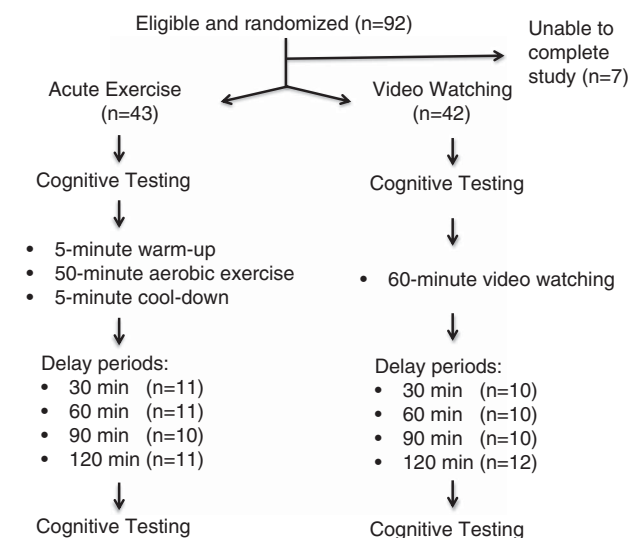 Eligible and randomized (n=92)
Unable to
complete
study (n=7)
Acute Exercise
(n=43)
Video Watching
(n=42)
Cognitive Testing
Cognitive Testing
• 5-minute warm-up
• 50-minute aerobic exercise
• 5-minute cool-down
• 60-minute video watching
Delay periods:
• 30 min (n=11)
• 60 min (n=11)
• 90 min (n=10)
• 120 min (n=11)
Delay periods:
• 30 min (n=10)
• 60 min (n=10)
• 90 min (n=10)
• 120 min (n=12)
Cognitive Testing
Cognitive Testing